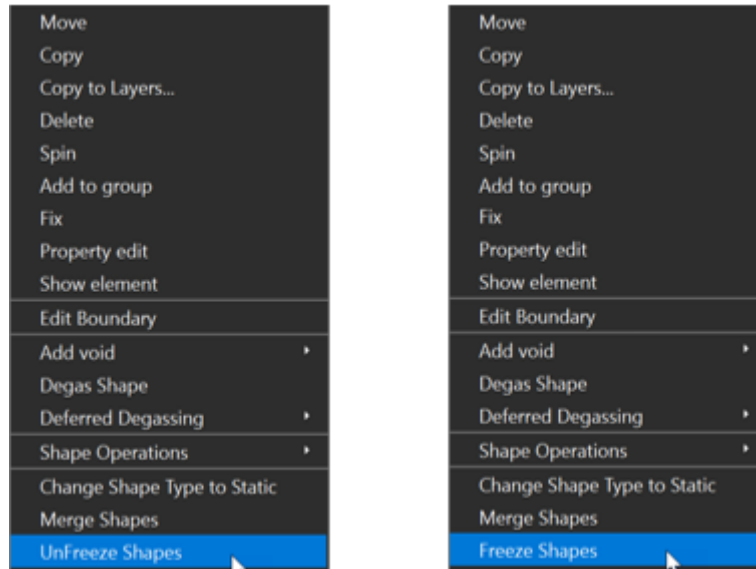 Move
Copy
Copy to Layers...
Delete
Spin
Add to group
Fix
Property edit
Show element
Edit Boundary
Add void
Degas Shape
Deferred Degassing
Shape Operations
Change Shape Type to Static
Merge Shapes
UnFreeze Shapes
Move
Copy
Copy to Layers...
Delete
Spin
Add to group
Fix
Property edit
Show element
Edit Boundary
Add void
Degas Shape
Deferred Degassing
Shape Operations
Change Shape Type to Static
Merge Shapes
Freeze Shapes